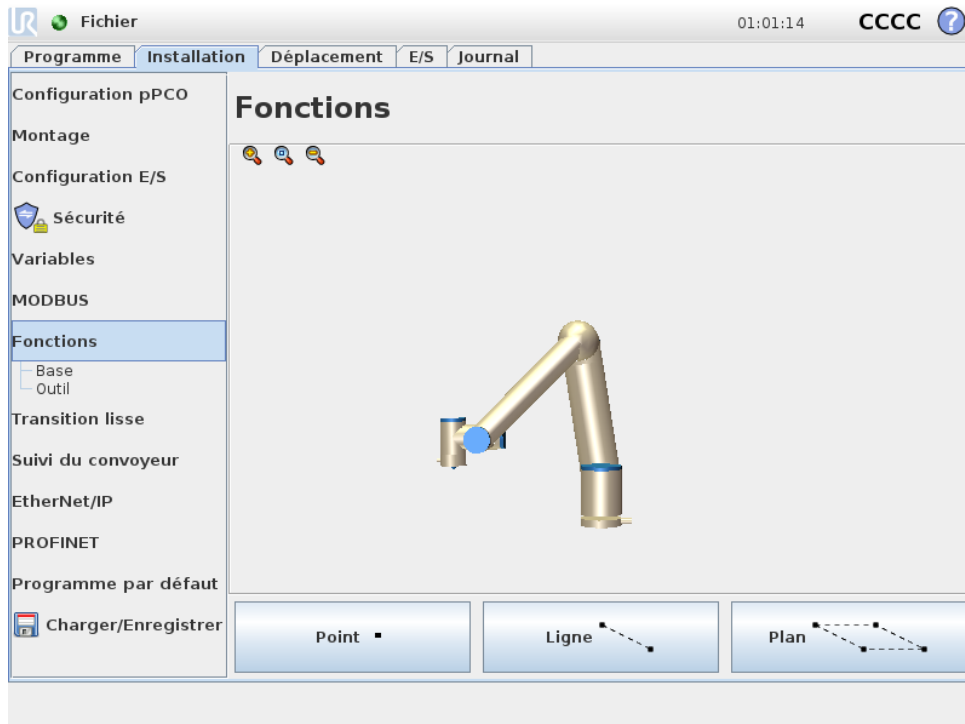 UR Fichier 01:01:14 CCCC ?
Programme Installation Déplacement E/S Journal
Configuration pPCO
Montage
Configuration E/S
Sécurité
Variables
MODBUS
Fonctions
Base
Outil
Transition lisse
Suivi du convoyeur
EtherNet/IP
PROFINET
Programme par défaut
Charger/Enregistrer
Fonctions
Point
Ligne
Plan